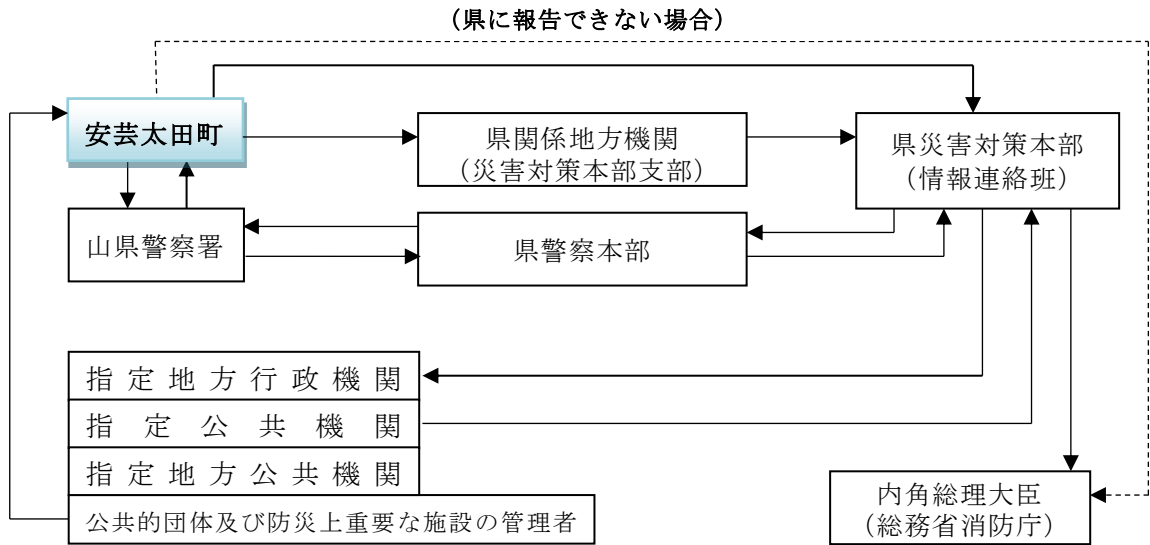 （県に報告できない場合）
安芸太田町
県関係地方機関
（災害対策本部支部）
県災害対策本部
（情報連絡班）
山県警察署
県警察本部
指定地方行政機関
指定公共機関
指定地方公共機関
公共的団体及び防災上重要な施設の管理者
内角総理大臣
（総務省消防庁）